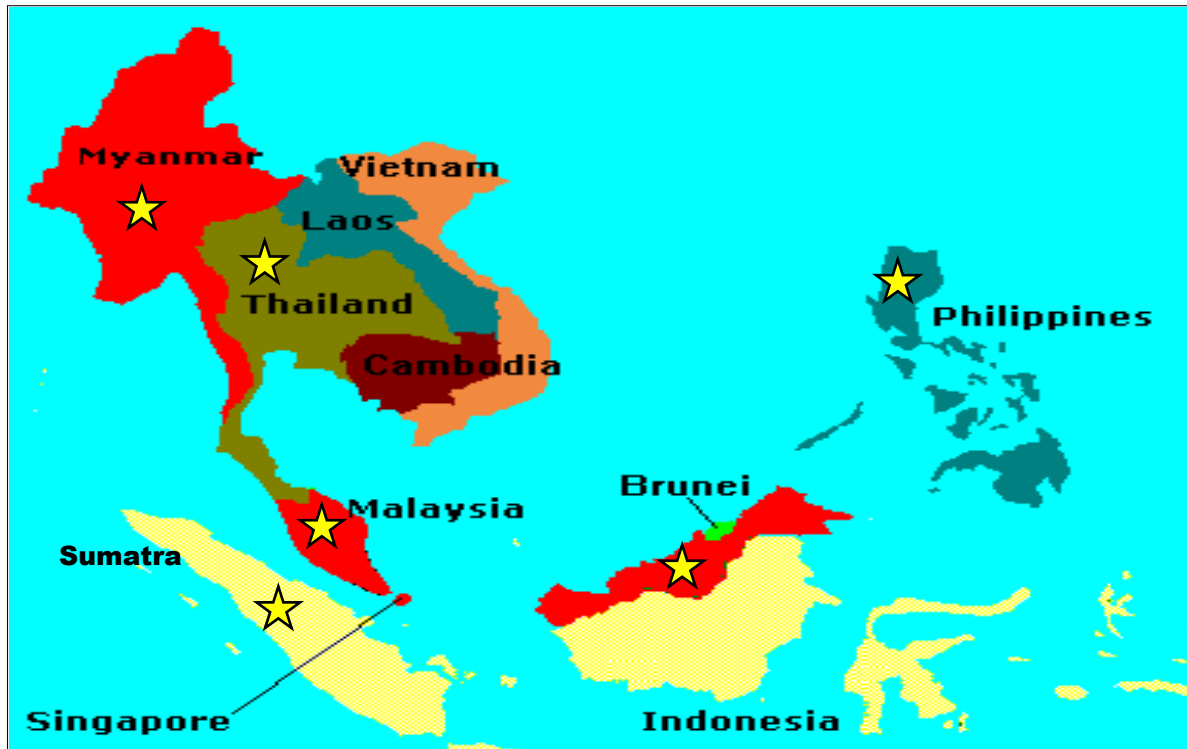 Myanmar
Vietnam
Laos
Thailand
Philippines
Cambodia
Brunei
Malaysia
Sumatra
Singapore
Indonesia